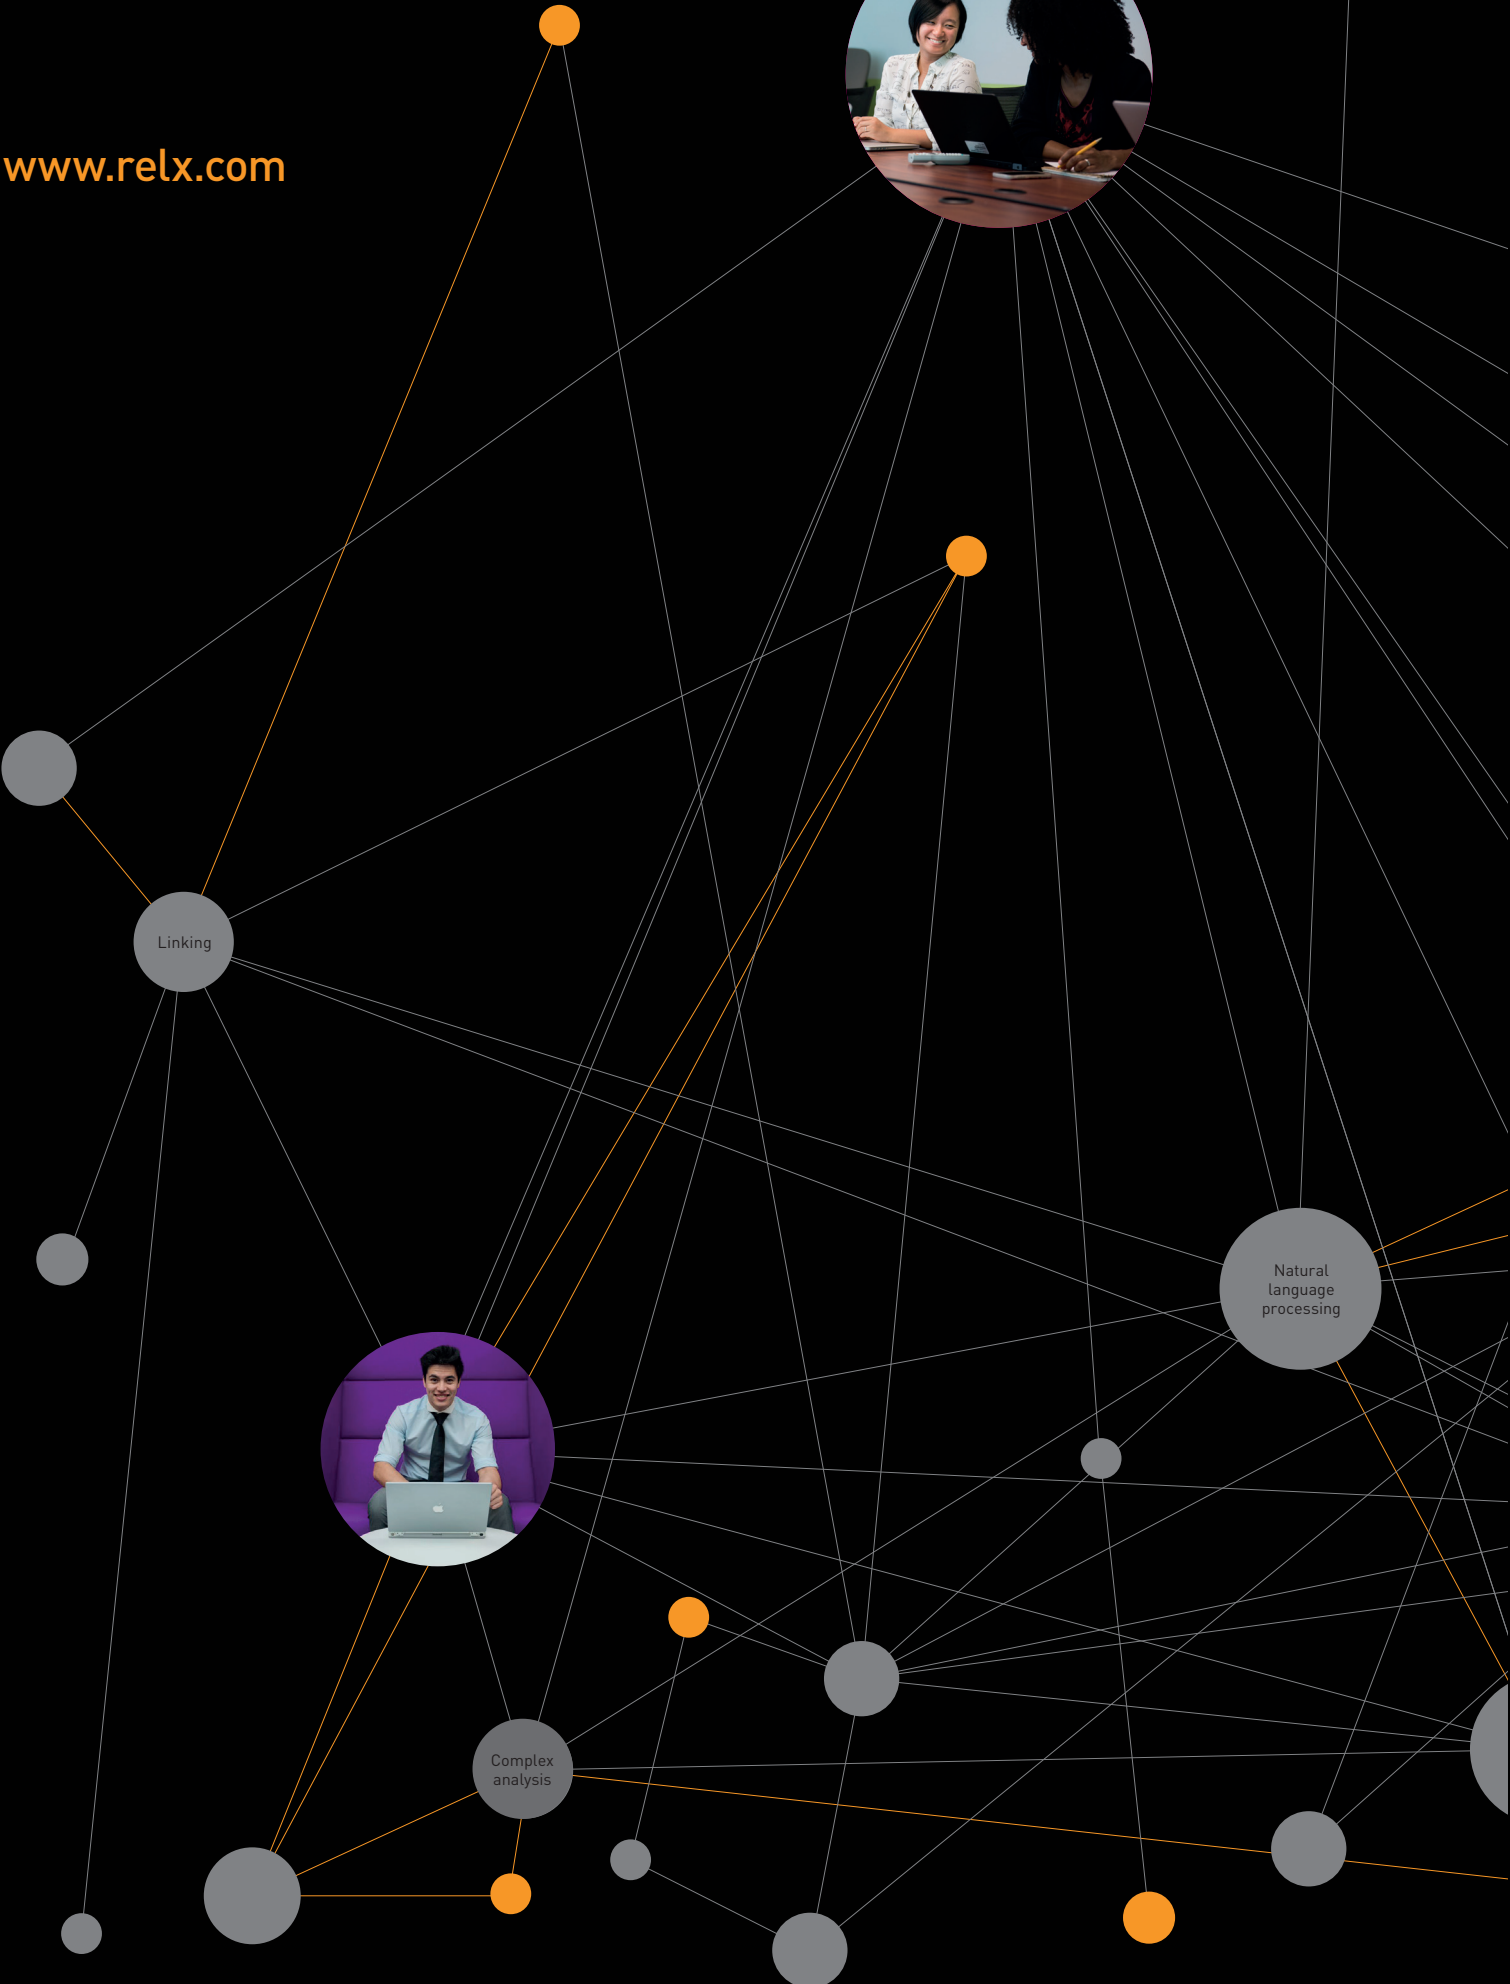 www.relx.com
Linking
Natural
language
processing
Complex
analysis